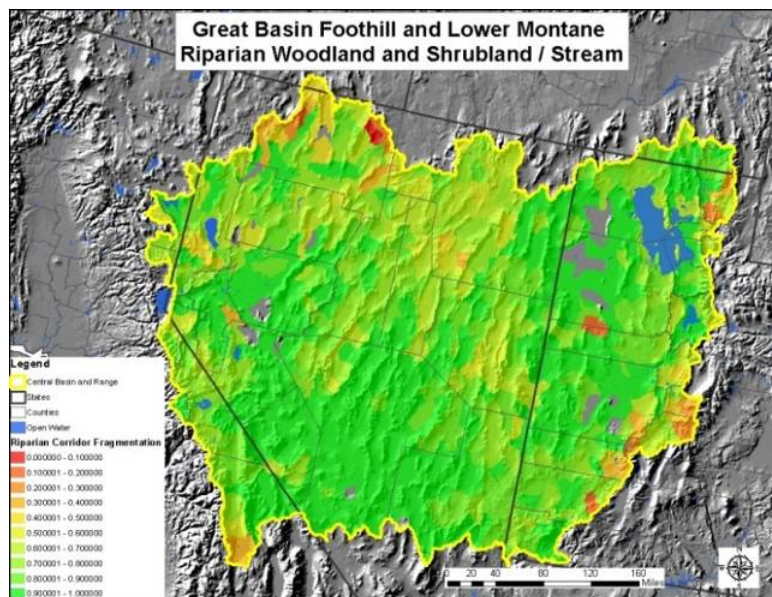 Great Basin Foothill and Lower Montane
Riparian Woodland and Shrubland / Stream
Legend
Central Basin and Range
States
Counties
Open Water
Riparian Corridor Fragmentation
0.000000 - 0.100000
0.100001 - 0.200000
0.200001 - 0.300000
0.300001 - 0.400000
0.400001 - 0.500000
0.500001 - 0.600000
0.600001 - 0.700000
0.700001 - 0.800000
0.800001 - 0.900000
0.900001 - 1.000000
0 20 40 80 120 160
Miles